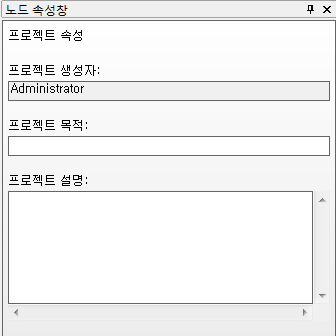 노드 속성창
프로젝트 속성
프로젝트 생성자:
Administrator
프로젝트 목적:
프로젝트 설명: